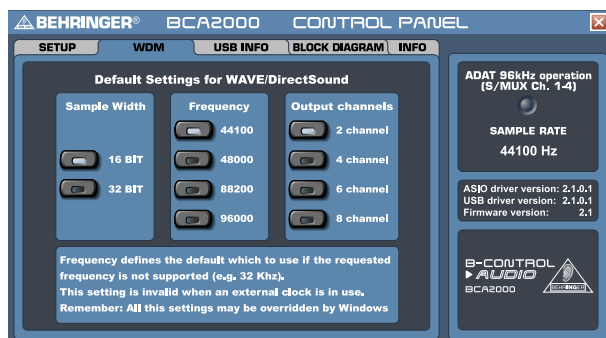 BEHRINGER® BCA2000 CONTROL PANEL
SETUP WDM USB INFO BLOCK DIAGRAM INFO
Default Settings for WAVE/DirectSound
Sample Width
16 BIT
32 BIT
Frequency
44100
48000
88200
96000
Output channels
2 channel
4 channel
6 channel
8 channel
Frequency defines the default which to use if the requested
frequency is not supported (e.g. 32 Khz).
This setting is invalid when an external clock is in use.
Remember: All this settings may be overridden by Windows
ADAT 96kHz operation
(S/MUX Ch. 1-4)
SAMPLE RATE
44100 Hz
ASIO driver version: 2.1.0.1
USB driver version: 2.1.0.1
Firmware version: 2.1
B-CONTROL
AUDIO
BCA2000
BEHRINGER